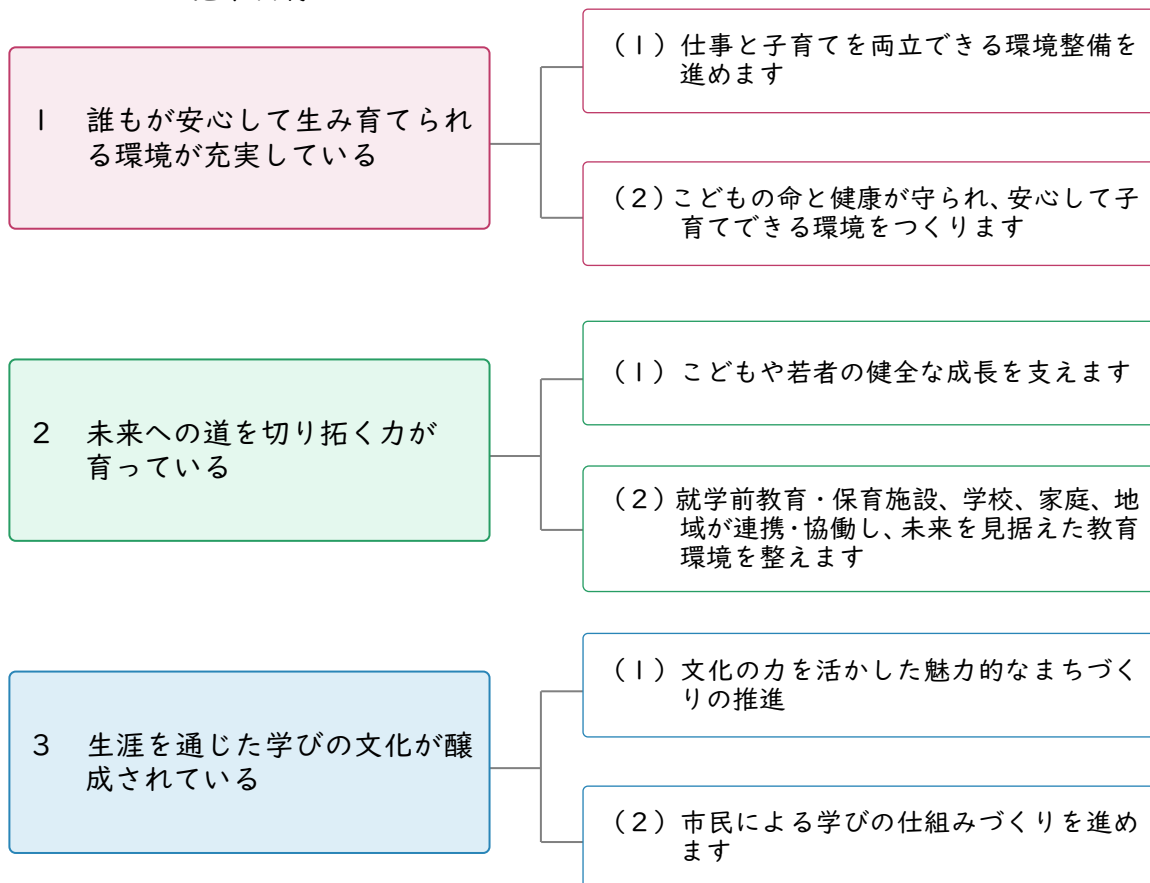 1　誰もが安心して生み育てられ
る環境が充実している
（1）仕事と子育てを両立できる環境整備を
進めます
（2）こどもの命と健康が守られ、安心して子
育てできる環境をつくります
2　未来への道を切り拓く力が
育っている
（1）こどもや若者の健全な成長を支えます
（2）就学前教育・保育施設、学校、家庭、地
域が連携・協働し、未来を見据えた教育
環境を整えます
3　生涯を通じた学びの文化が醸
成されている
（1）文化の力を活かした魅力的なまちづく
りの推進
（2）市民による学びの仕組みづくりを進め
ます